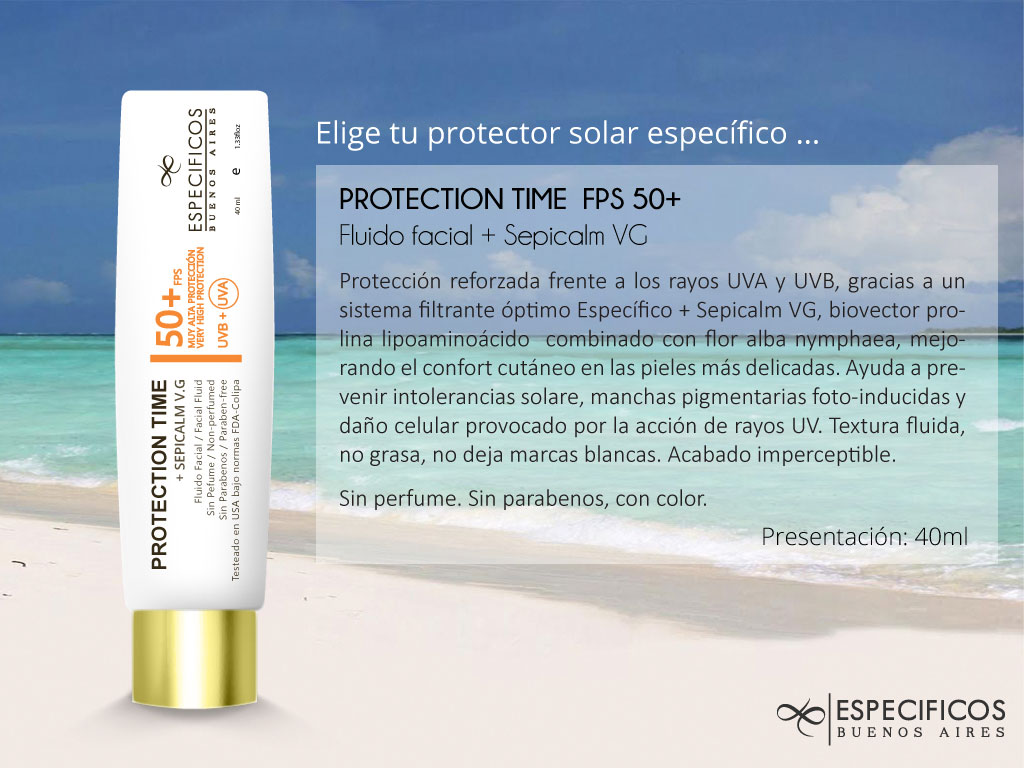 Elige tu protector solar específico ...
PROTECTION TIME FPS 50+
Fluido facial + Sepicalm VG
Protección reforzada frente a los rayos UVA y UVB, gracias a un
sistema filtrante óptimo Específico + Sepicalm VG, biovector pro-
lina lipoaminoácido combinado con flor alba nymphaea, mejo-
rando el confort cutáneo en las pieles más delicadas. Ayuda a pre-
venir intolerancias solare, manchas pigmentarias foto-inducidas y
daño celular provocado por la acción de rayos UV. Textura fluida,
no grasa, no deja marcas blancas. Acabado imperceptible.
Sin perfume. Sin parabenos, con color.
Presentación: 40ml
ESPECIFICOS
BUENOS AIRES
40 ml e 1.33floz
50+ FPS
MUY ALTA PROTECCIÓN
VERY HIGH PROTECTION
UVB + UVA
PROTECTION TIME
+ SEPICALM V.G
Fluido Facial / Facial Fluid
Sin Pefume / Non-perfumed
Sin Parabenos / Paraben-free
Testeado en USA bajo normas FDA-Colipa
ESPECIFICOS
BUENOS AIRES